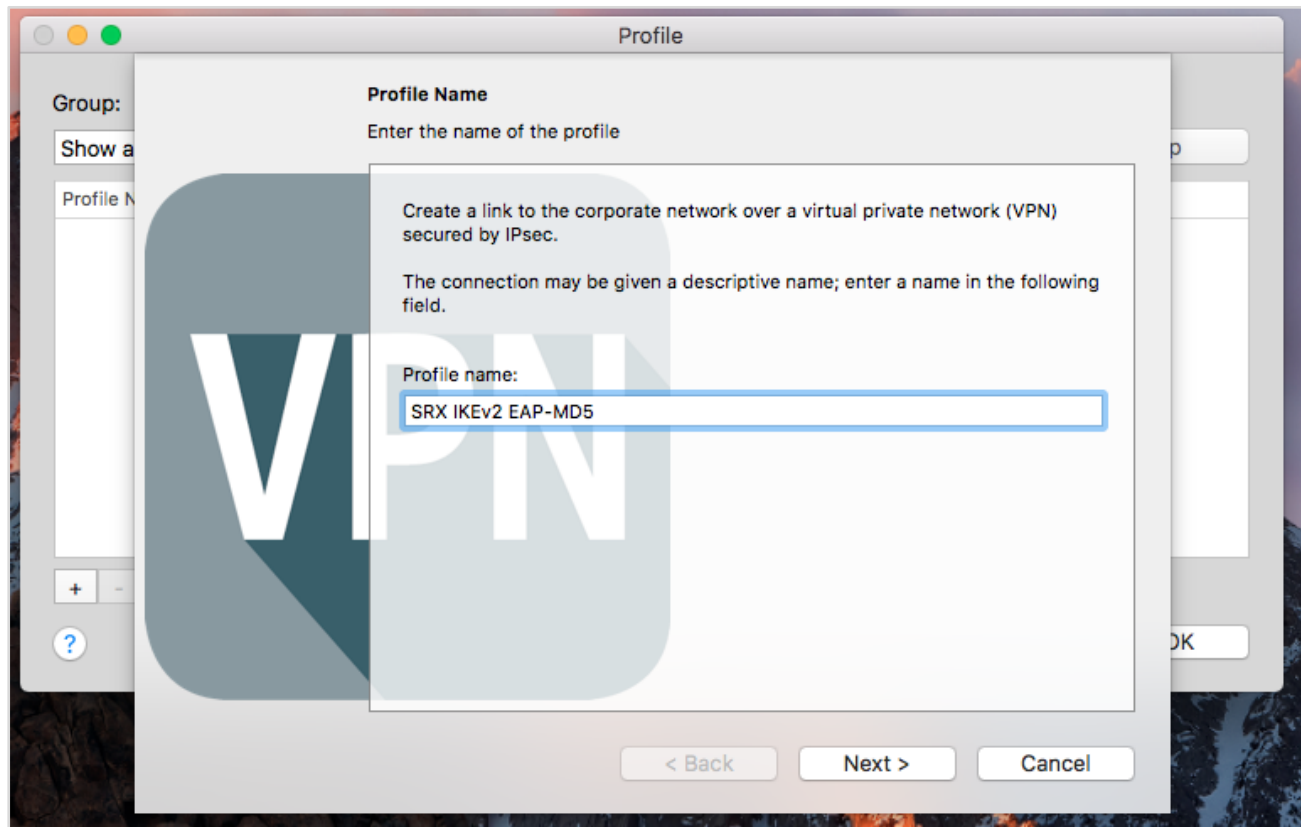 Profile
Group:
Show a
Profile N
Profile Name
Enter the name of the profile
VPN
Create a link to the corporate network over a virtual private network (VPN)
secured by IPsec.
The connection may be given a descriptive name; enter a name in the following
field.
Profile name:
SRX IKEv2 EAP-MD5
p
+ -
?
OK
< Back Next > Cancel